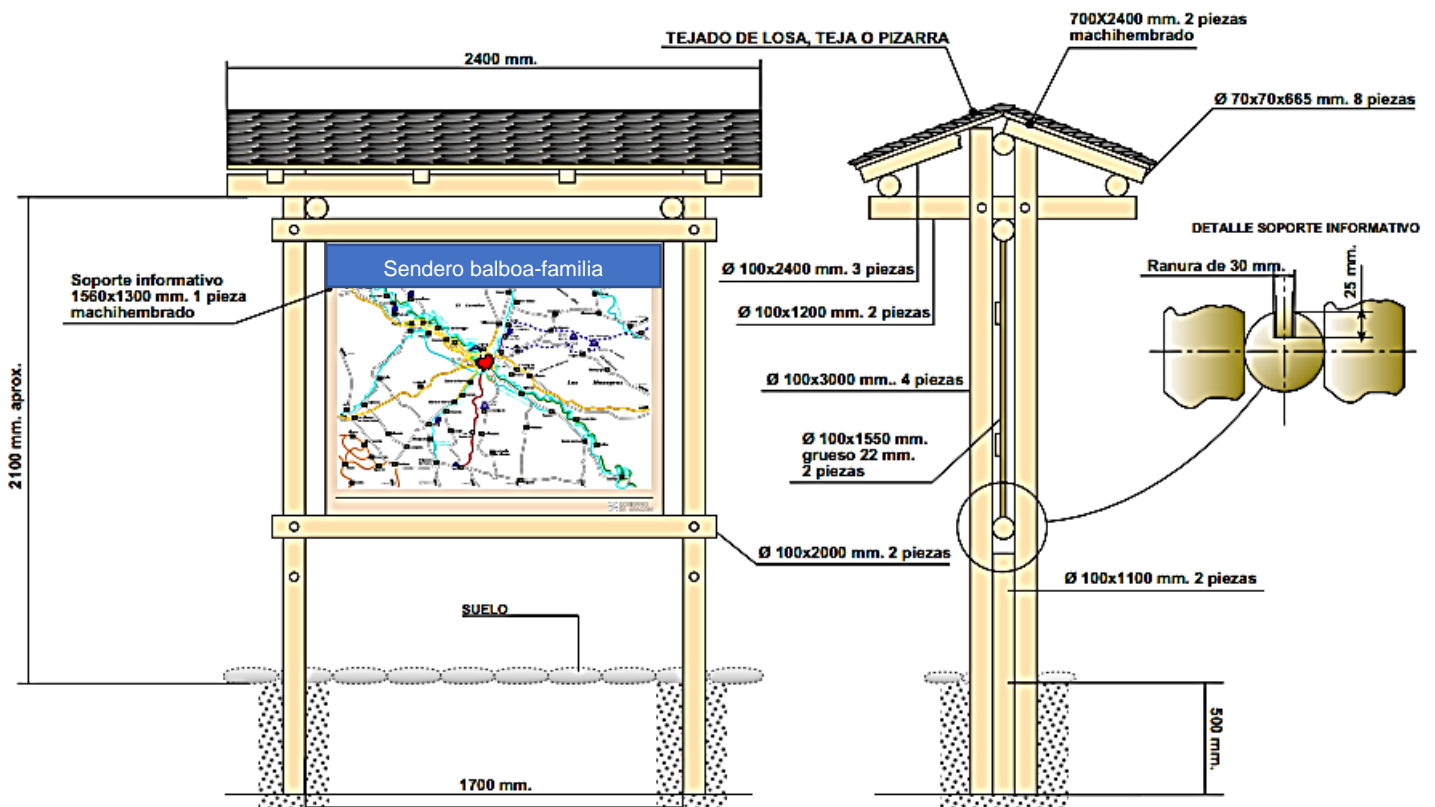 TEJADO DE LOSA, TEJA O PIZARRA
700X2400 mm. 2 piezas
machihembrado
2400 mm.
Ø 70x70x665 mm. 8 piezas
DETALLE SOPORTE INFORMATIVO
Ranura de 30 mm.
25 mm.
Sendero balboa-familia
Soporte informativo
1560x1300 mm. 1 pieza
machihembrado
Ø 100x2400 mm. 3 piezas
Ø 100x1200 mm. 2 piezas
Ø 100x3000 mm.. 4 piezas
Ø 100x1550 mm.
grueso 22 mm.
2 piezas
2100 mm. aprox.
GOBIERNO
DE ARAGON
Ø 100x2000 mm. 2 piezas
Ø 100x1100 mm. 2 piezas
SUELO
500 mm.
1700 mm.